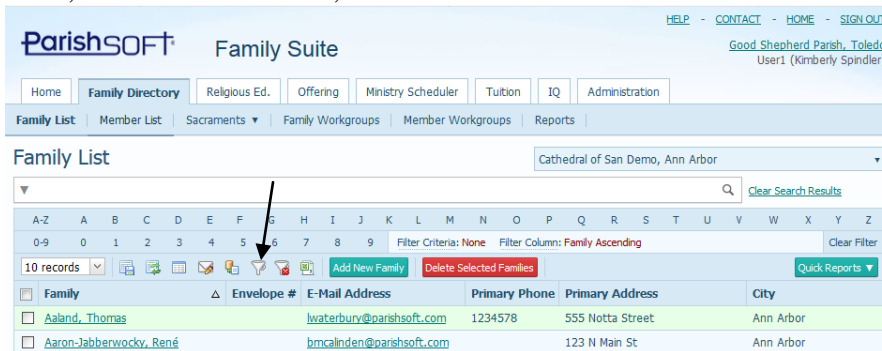 HELP - CONTACT - HOME - SIGN OUT
ParishSOFT Family Suite
Good Shepherd Parish, Toledo
User1 (Kimberly Spindler
Home Family Directory Religious Ed. Offering Ministry Scheduler Tuition IQ Administration
Family List Member List Sacraments ▼ Family Workgroups Member Workgroups Reports
Family List Cathedral of San Demo, Ann Arbor
Clear Search Results
A-Z A B C D E F G H I J K L M N O P Q R S T U V W X Y Z
0-9 0 1 2 3 4 5 6 7 8 9 Filter Criteria: None Filter Column: Family Ascending Clear Filter
10 records Add New Family Delete Selected Families Quick Reports ▼
Family Envelope # E-Mail Address Primary Phone Primary Address City
Aaland, Thomas lwaterbury@parishsoft.com 1234578 555 Notta Street Ann Arbor
Aaron-Jabberwocky, René bmcalinden@parishsoft.com 123 N Main St Ann Arbor